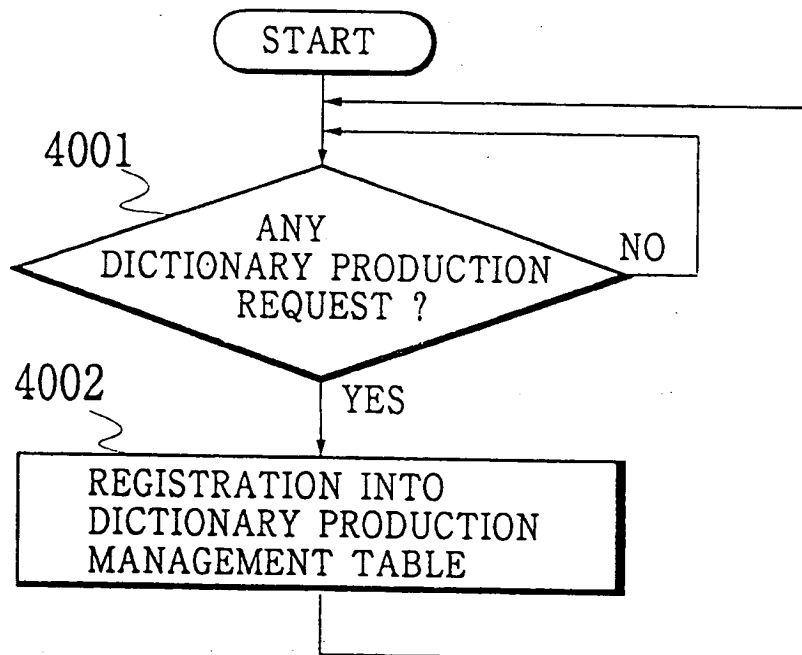 START
4001
ANY
DICTIONARY PRODUCTION
REQUEST ?
NO
YES
4002
REGISTRATION INTO
DICTIONARY PRODUCTION
MANAGEMENT TABLE